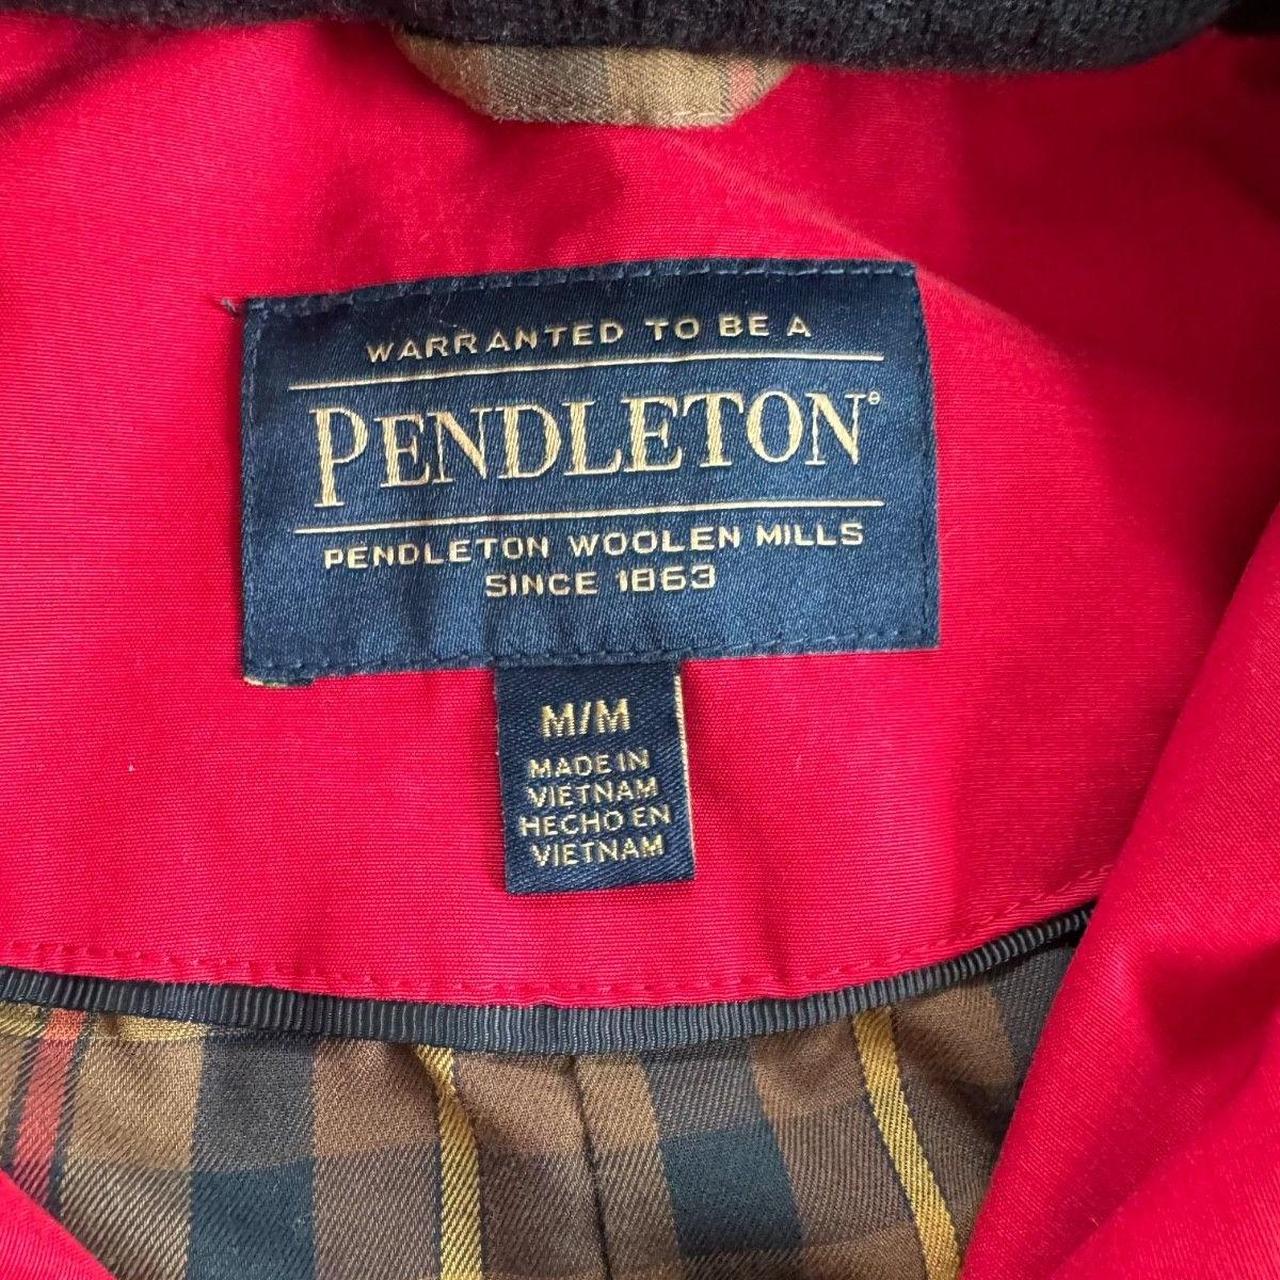 WARRANTED TO BE A
PENDLETON®
PENDLETON WOOLEN MILLS
SINCE 1863
M/M
MADE IN
VIETNAM
HECHO EN
VIETNAM